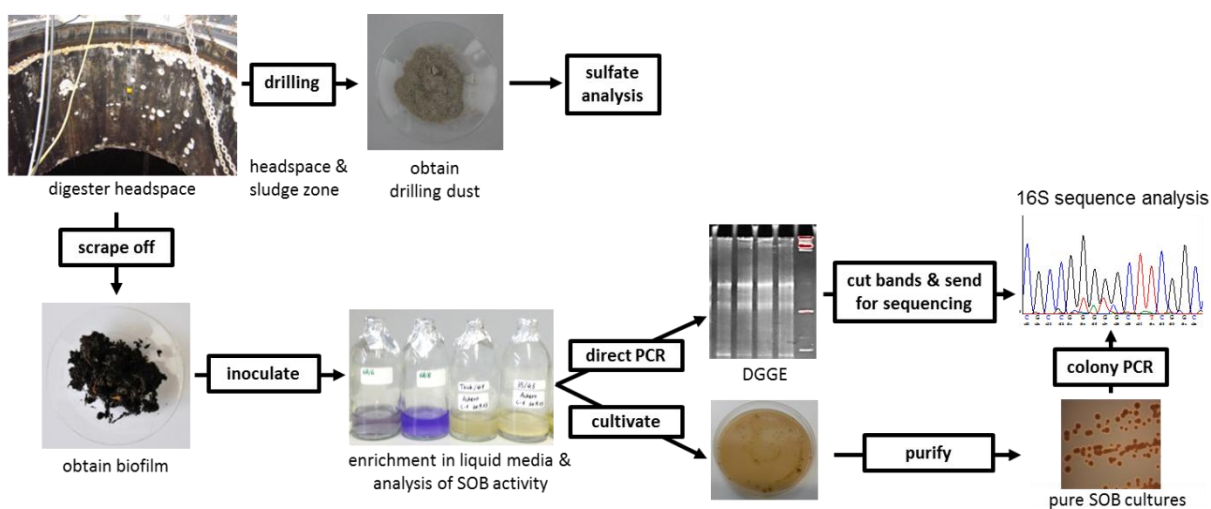 drilling
sulfate
analysis
headspace &
sludge zone
obtain
drilling dust
digester headspace
scrape off
16S sequence analysis
cut bands & send
for sequencing
direct PCR
DGGE
colony PCR
inoculate
cultivate
purify
obtain biofilm
enrichment in liquid media &
analysis of SOB activity
pure SOB cultures